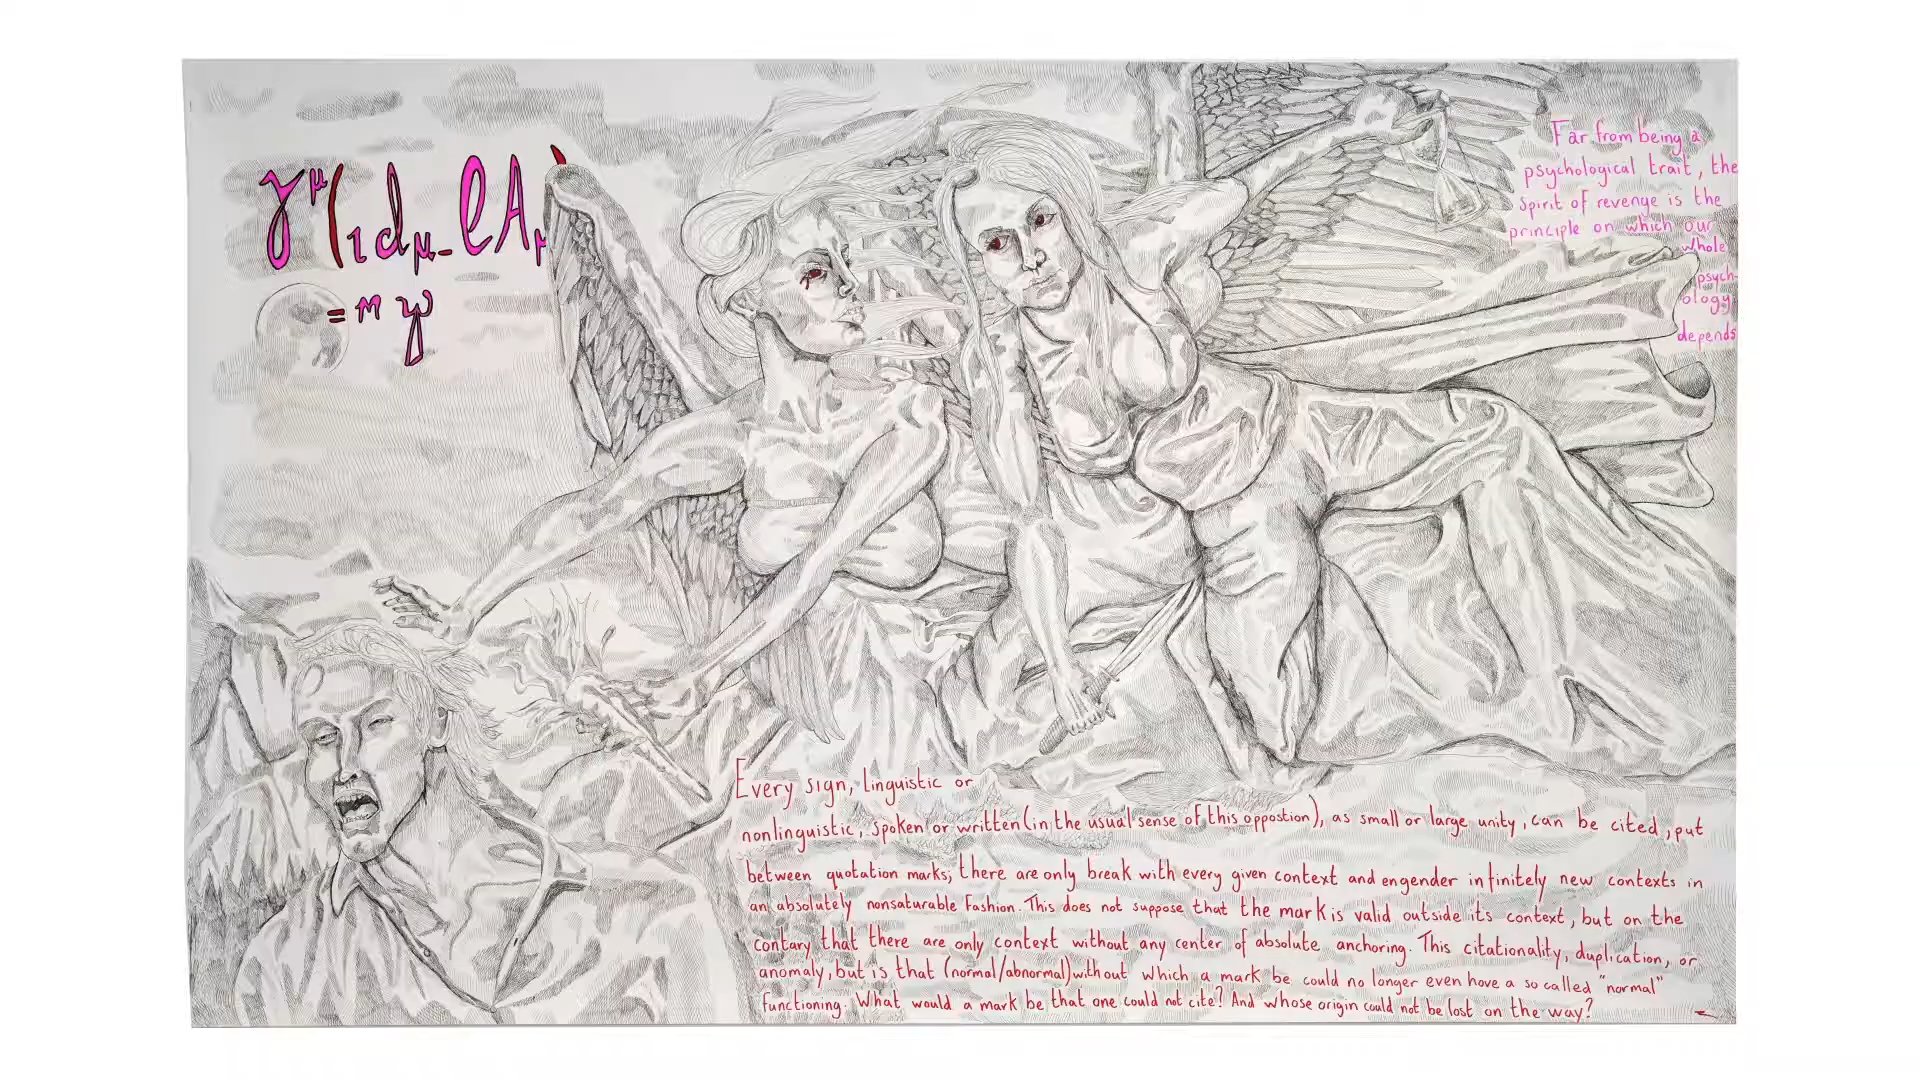 γ^μ(i∂_μ - eA_μ)
= m ψ
Far from being a
psychological trait, the
spirit of revenge is the
principle on which our
whole
psych-
ology
depends
Every sign, linguistic or
nonlinguistic, spoken or written (in the usual sense of this oppostion), as small or large unity, can be cited, put
between quotation marks; there are only break with every given context and engender infinitely new contexts in
an absolutely nonsaturable fashion. This does not suppose that the mark is valid outside its context, but on the
contary that there are only context without any center of absolute anchoring. This citationality, duplication, or
anomaly, but is that (normal/abnormal) without which a mark be could no longer even have a so called "normal"
functioning. What would a mark be that one could not cite? And whose origin could not be lost on the way?